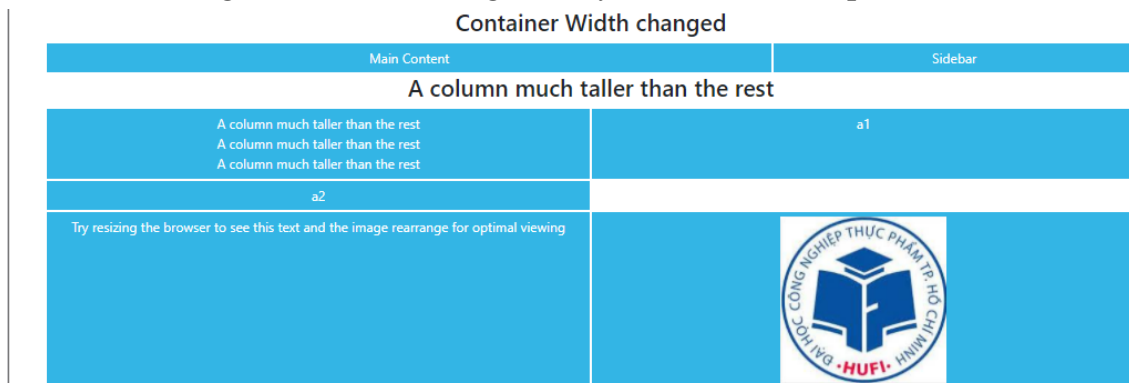 Container Width changed
Main Content
Sidebar
A column much taller than the rest
A column much taller than the rest
A column much taller than the rest
A column much taller than the rest
a1
a2
Try resizing the browser to see this text and the image rearrange for optimal viewing
ĐẠI HỌC CÔNG NGHIỆP THỰC PHẨM TP. HỒ CHÍ MINH
HUFI